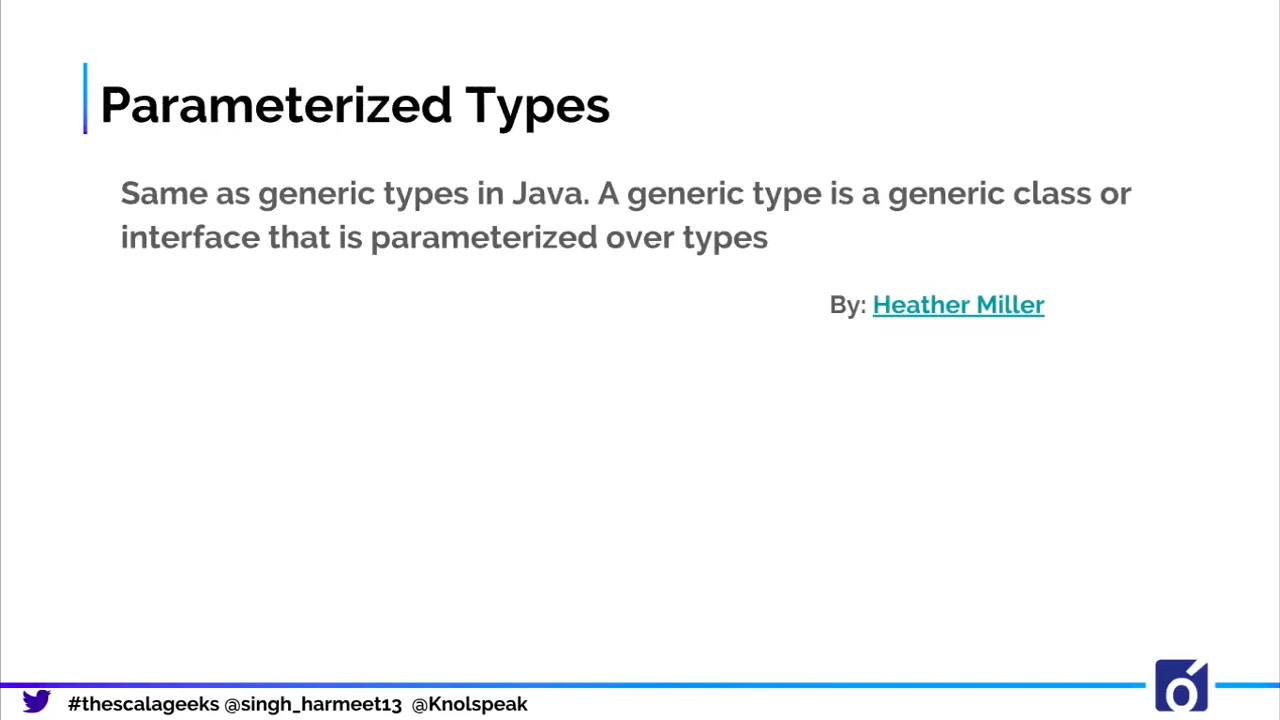 Parameterized Types
Same as generic types in Java. A generic type is a generic class or
interface that is parameterized over types
By: Heather Miller
#thescalageeks @singh_harmeet13 @Knolspeak